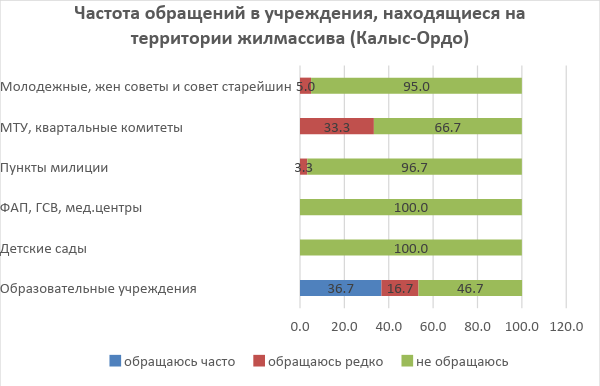 Частота обращений в учреждения, находящиеся на
территории жилмассива (Калыс-Ордо)
Молодежные, жен советы и совет старейшин 5.0 95.0
МТУ, квартальные комитеты 33.3 66.7
Пункты милиции 3.3 96.7
ФАП, ГСВ, мед.центры 100.0
Детские сады 100.0
Образовательные учреждения 36.7 16.7 46.7
0.0 20.0 40.0 60.0 80.0 100.0 120.0
обращаюсь часто обращаюсь редко не обращаюсь